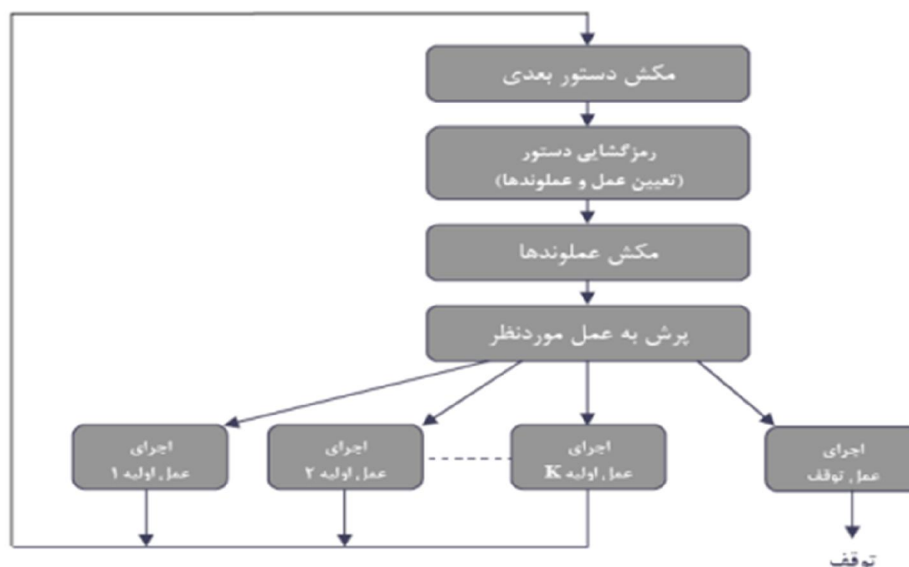 مکش دستور بعدی
رمزگشایی دستور
(تعیین عمل و عملوندها)
مکش عملوندها
پرش به عمل موردنظر
اجرای
عمل اولیه ۱
اجرای
عمل اولیه ۲
اجرای
عمل اولیه K
اجرای
عمل توقف
توقف